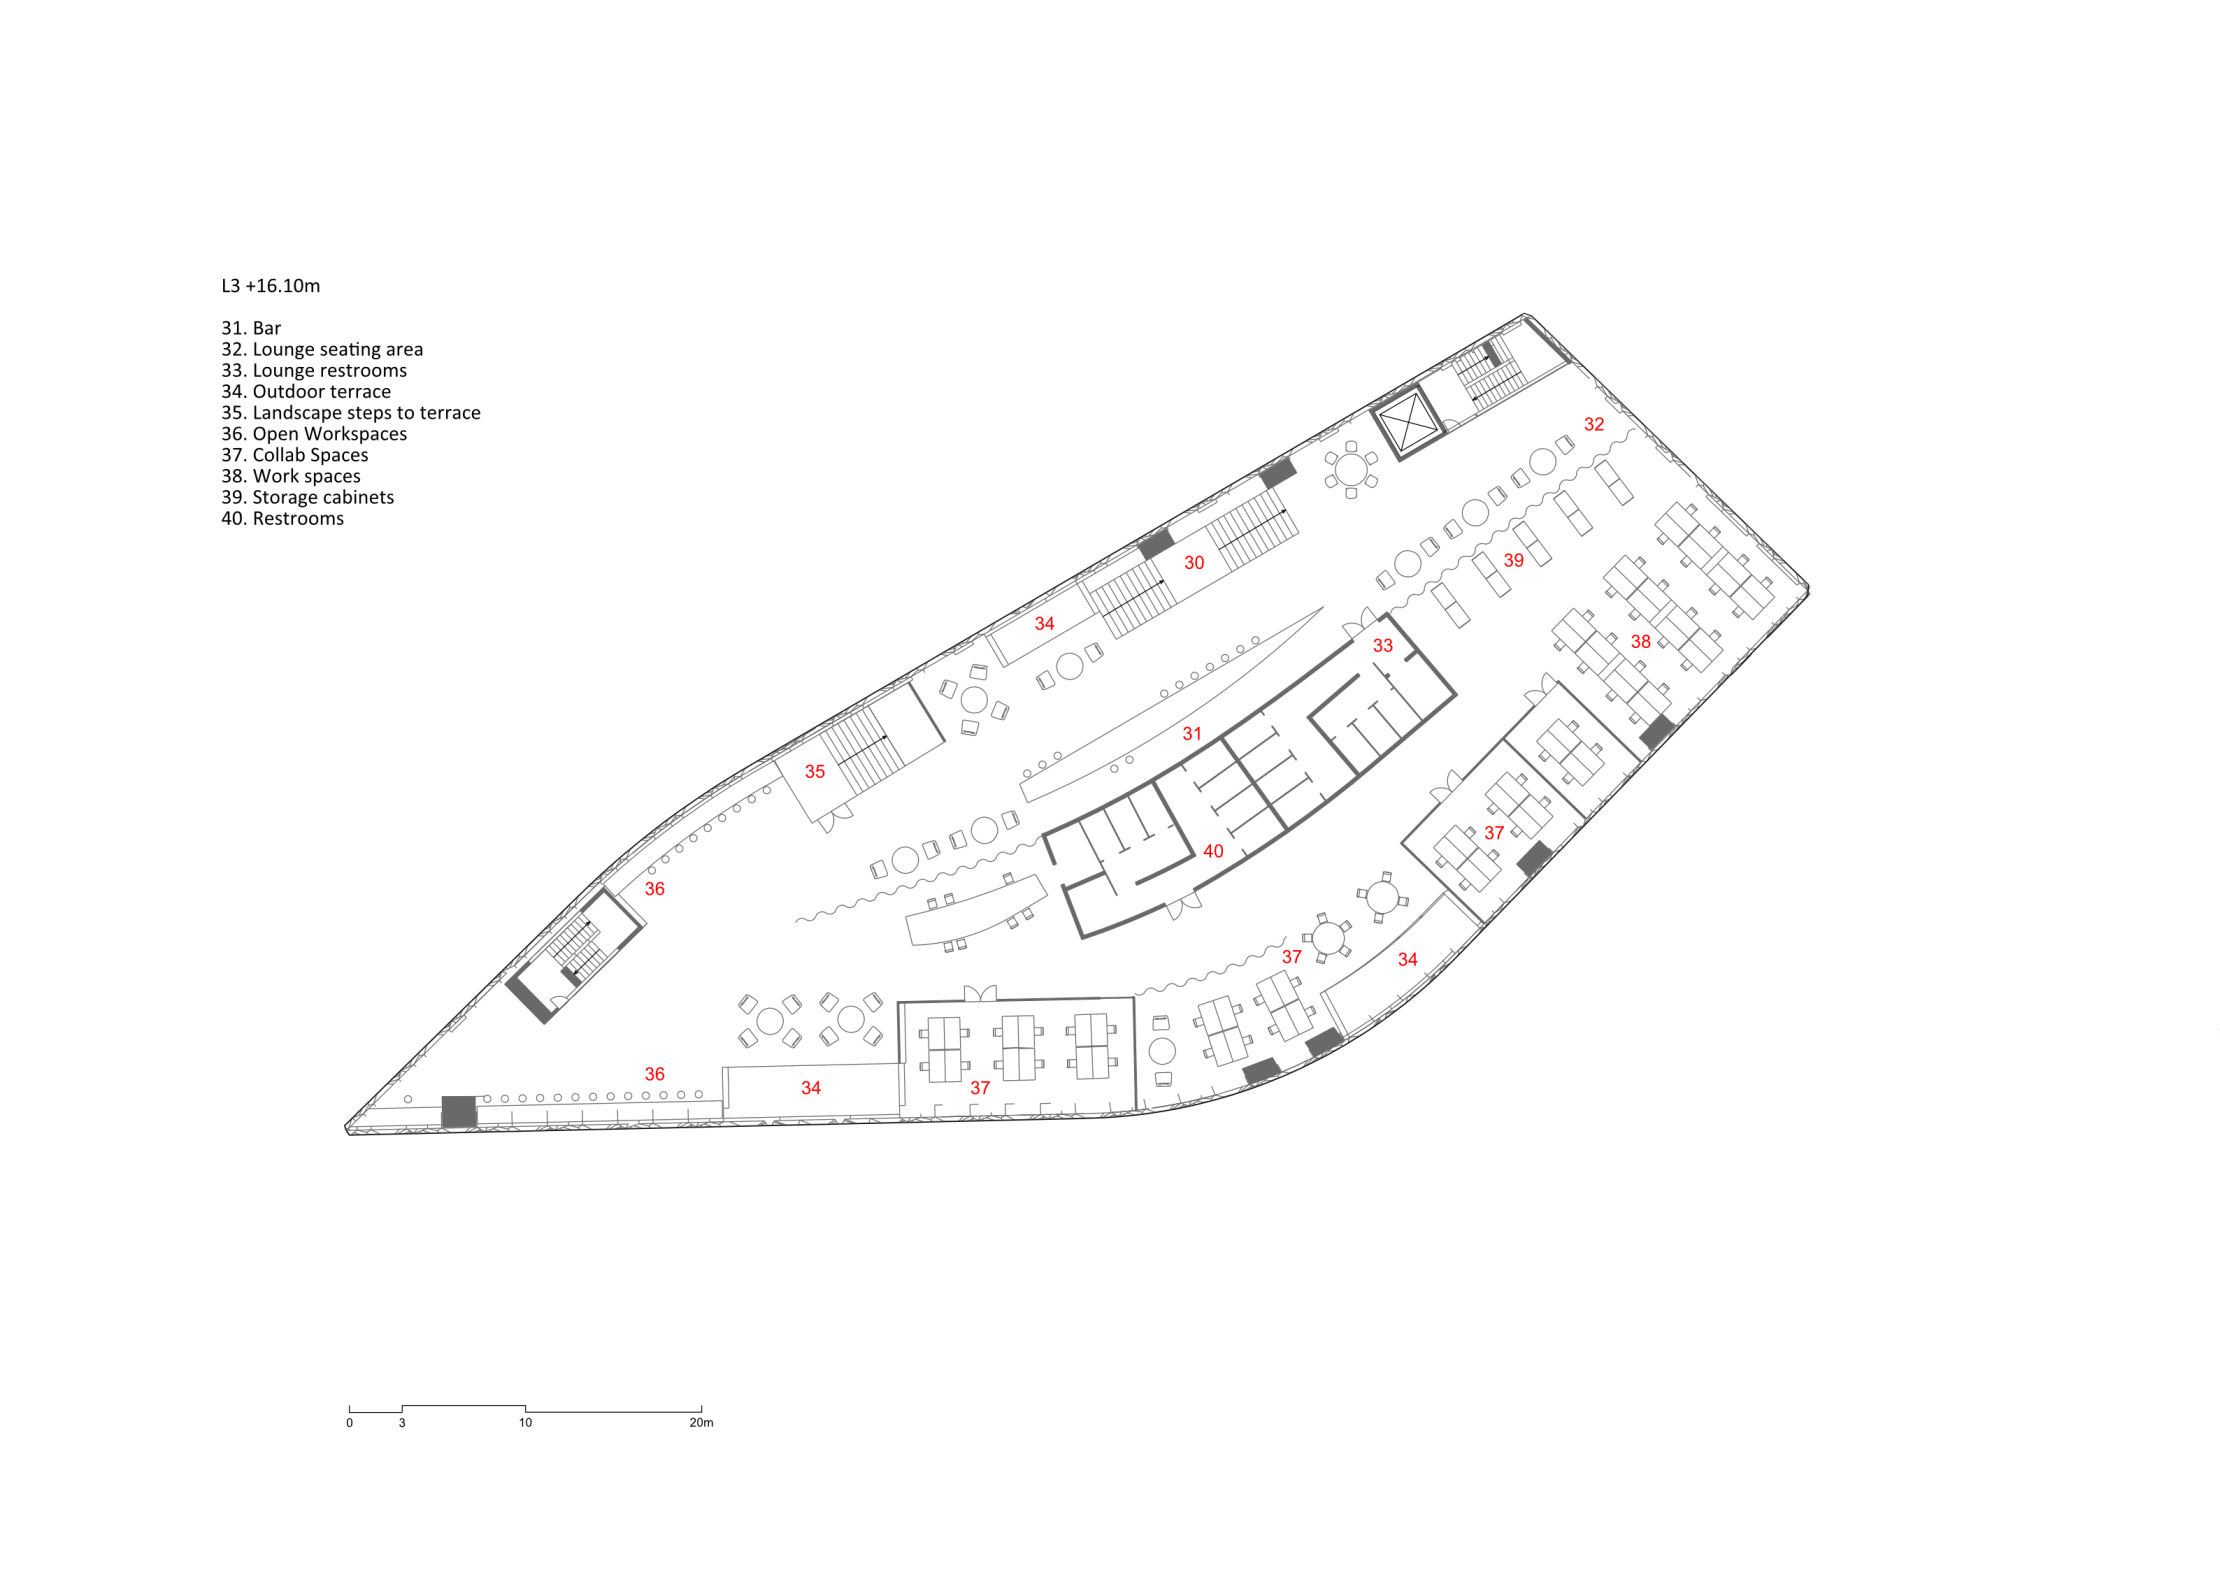 L3 +16.10m
31. Bar
32. Lounge seating area
33. Lounge restrooms
34. Outdoor terrace
35. Landscape steps to terrace
36. Open Workspaces
37. Collab Spaces
38. Work spaces
39. Storage cabinets
40. Restrooms
32
39
30
34
33
38
31
35
37
40
36
37
34
36
34
37
0 3 10 20m